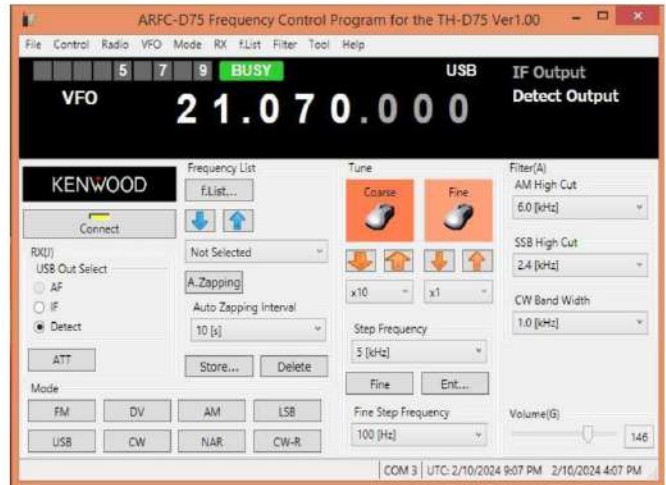 ARFC-D75 Frequency Control Program for the TH-D75 Ver1.00
File Control Radio VFO Mode RX f.List Filter Tool Help
5 7 9 BUSY USB IF Output
VFO 21.070.000 Detect Output
KENWOOD
Connect
RX(J)
USB Out Select
AF
IF
Detect
ATT
Frequency List
f.List...
Not Selected
A.Zapping
Auto Zapping Interval
10 [s]
Store... Delete
Mode
FM DV AM LSB
USB CW NAR CW-R
Tune
Coarse Fine
x10 x1
Step Frequency
5 [kHz]
Fine Ent...
Fine Step Frequency
100 [Hz]
Filter(A)
AM High Cut
6.0 [kHz]
SSB High Cut
2.4 [kHz]
CW Band Width
1.0 [kHz]
Volume(G)
146
COM 3 UTC: 2/10/2024 9:07 PM 2/10/2024 4:07 PM